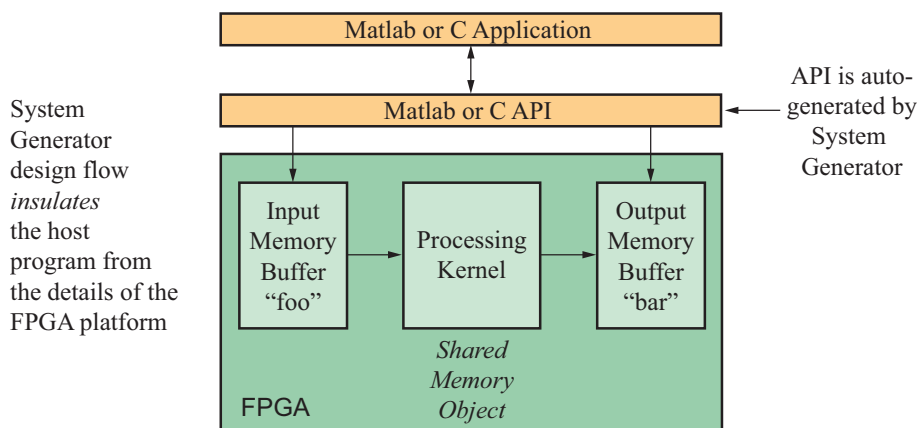 Matlab or C Application
Matlab or C API
System
Generator
design flow
insulates
the host
program from
the details of the
FPGA platform
API is auto-
generated by
System
Generator
Input
Memory
Buffer
“foo”
Processing
Kernel
Output
Memory
Buffer
“bar”
Shared
Memory
Object
FPGA